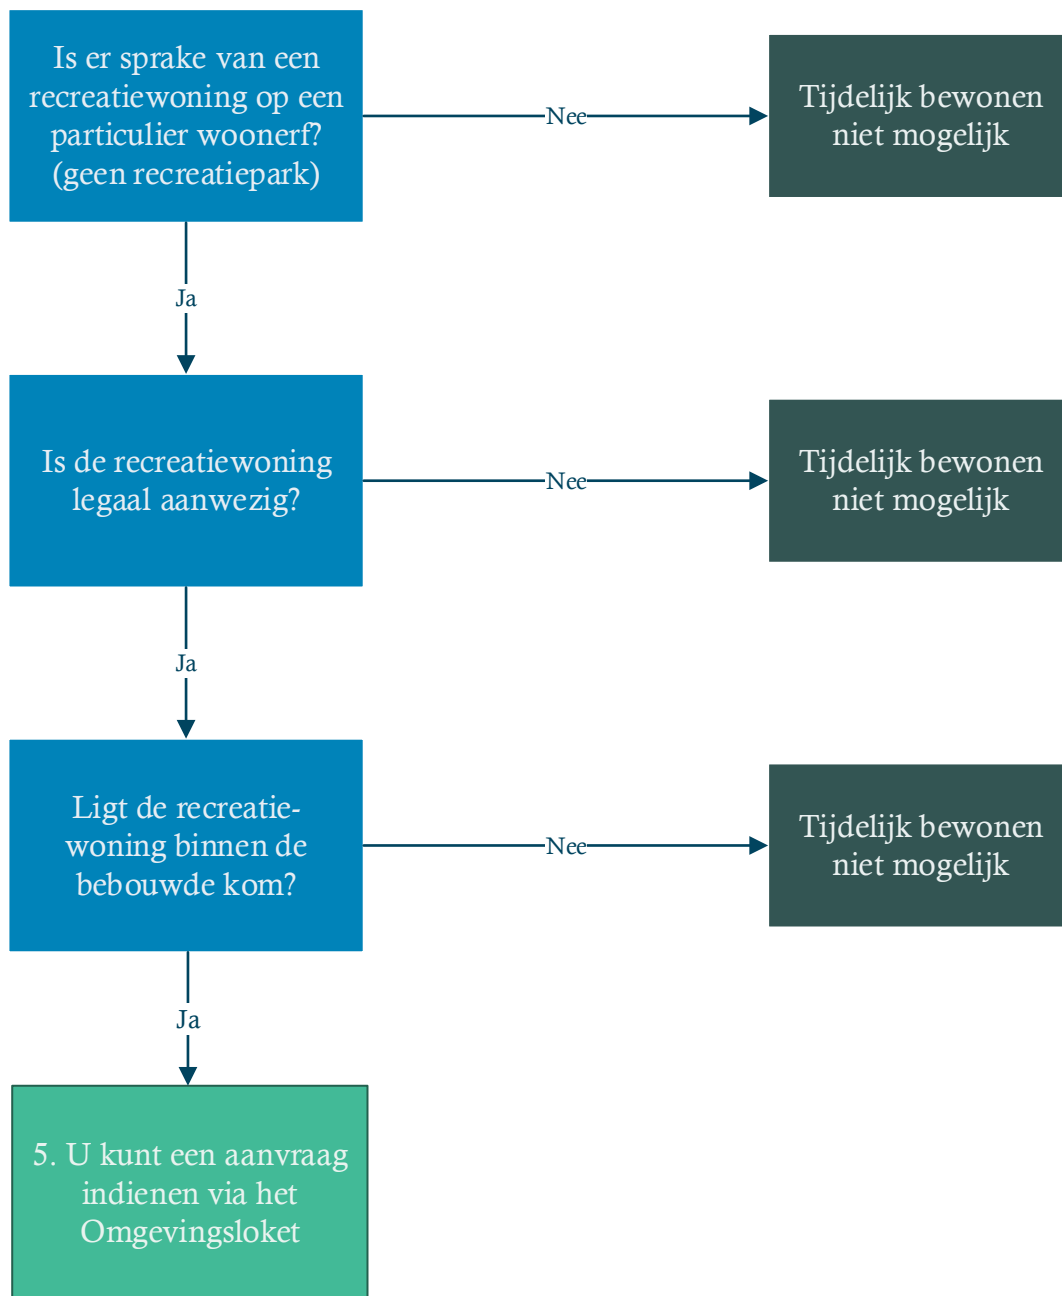 Is er sprake van een
recreatiewoning op een
particulier woonerf?
(geen recreatiepark)
Nee
Tijdelijk bewonen
niet mogelijk
Ja
Is de recreatiewoning
legaal aanwezig?
Nee
Tijdelijk bewonen
niet mogelijk
Ja
Ligt de recreatie-
woning binnen de
bebouwde kom?
Nee
Tijdelijk bewonen
niet mogelijk
Ja
5. U kunt een aanvraag
indienen via het
Omgevingsloket